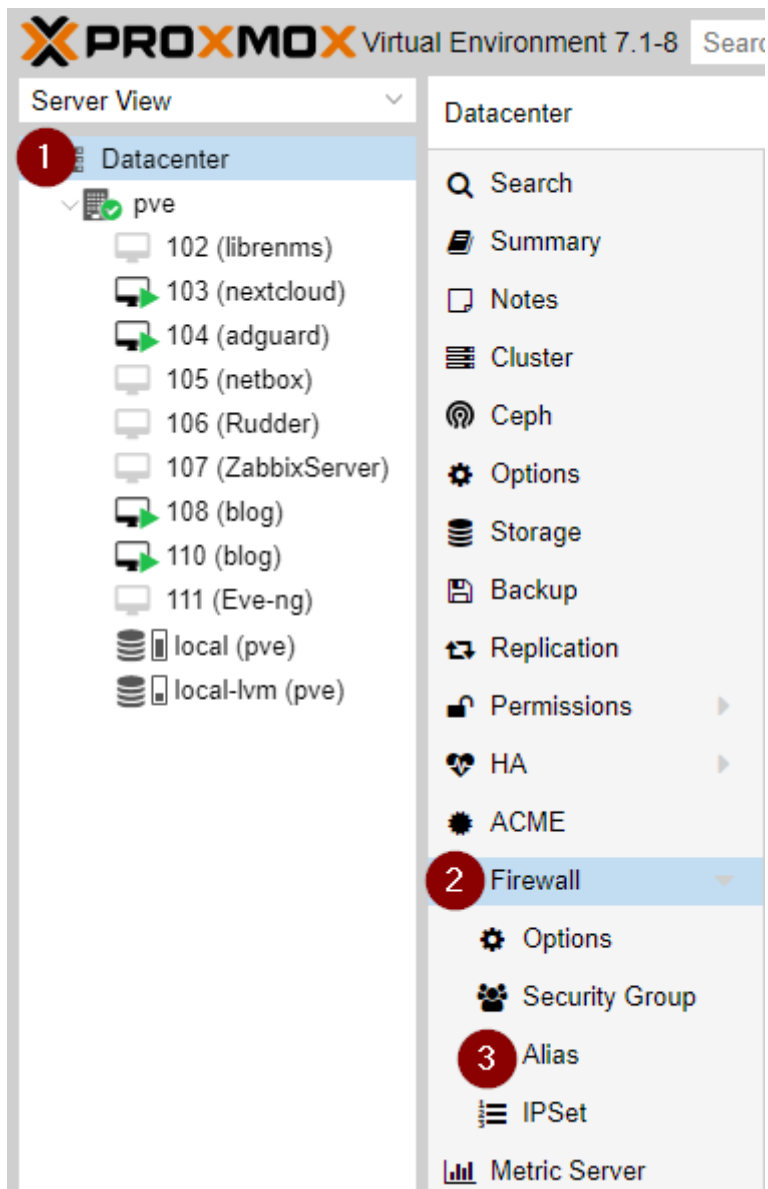 PROXMOX Virtual Environment 7.1-8 Searc
Server View
1 Datacenter
pve
102 (librenms)
103 (nextcloud)
104 (adguard)
105 (netbox)
106 (Rudder)
107 (ZabbixServer)
108 (blog)
110 (blog)
111 (Eve-ng)
local (pve)
local-lvm (pve)
Datacenter
Search
Summary
Notes
Cluster
Ceph
Options
Storage
Backup
Replication
Permissions
HA
ACME
2 Firewall
Options
Security Group
3 Alias
IPSet
Metric Server